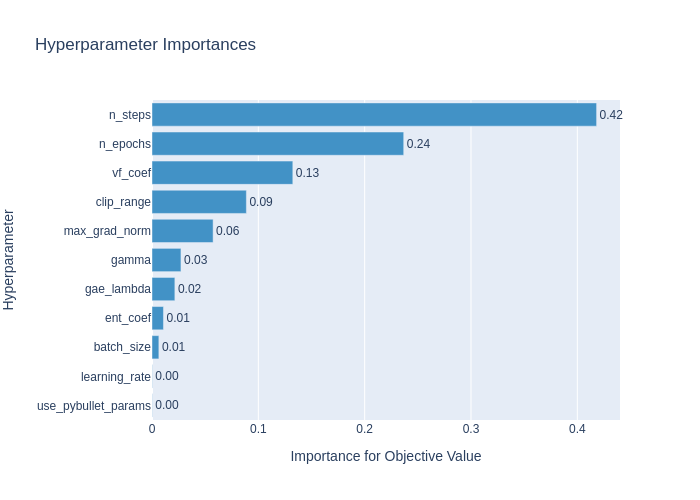 Hyperparameter Importances
Hyperparameter
n_steps 0.42
n_epochs 0.24
vf_coef 0.13
clip_range 0.09
max_grad_norm 0.06
gamma 0.03
gae_lambda 0.02
ent_coef 0.01
batch_size 0.01
learning_rate 0.00
use_pybullet_params 0.00
0 0.1 0.2 0.3 0.4
Importance for Objective Value